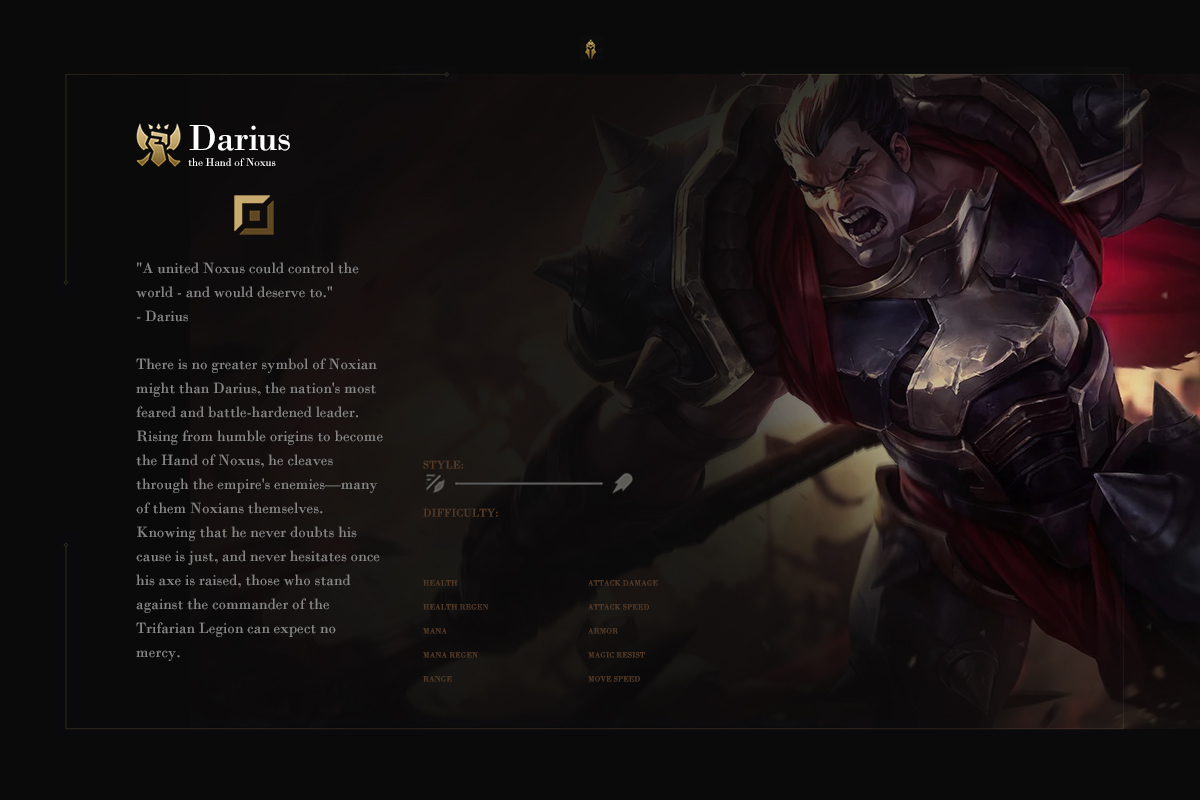 Darius
the Hand of Noxus
"A united Noxus could control the
world - and would deserve to."
- Darius
There is no greater symbol of Noxian
might than Darius, the nation's most
feared and battle-hardened leader.
Rising from humble origins to become
the Hand of Noxus, he cleaves
through the empire's enemies—many
of them Noxians themselves.
Knowing that he never doubts his
cause is just, and never hesitates once
his axe is raised, those who stand
against the commander of the
Trifarian Legion can expect no
mercy.
STYLE:
DIFFICULTY:
HEALTH
HEALTH REGEN
MANA
MANA REGEN
RANGE
ATTACK DAMAGE
ATTACK SPEED
ARMOR
MAGIC RESIST
MOVE SPEED